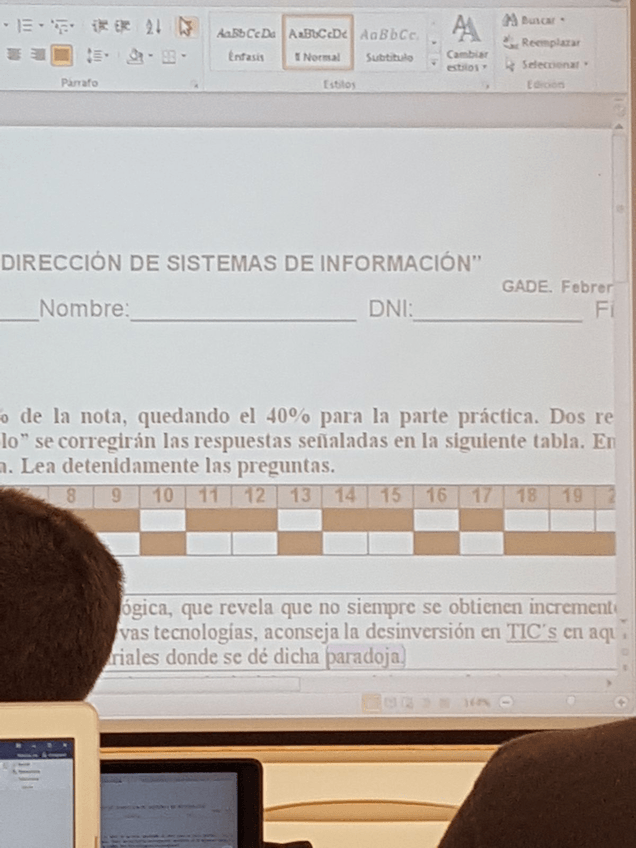 AaBbCcDd AaBbCcDd AaBbCc.
Énfasis ¶ Normal Subtítulo
Cambiar estilos
Buscar
Reemplazar
Seleccionar
Párrafo Estilos Edición
DIRECCIÓN DE SISTEMAS DE INFORMACIÓN”
GADE. Febrer
Nombre: DNI: Fi
% de la nota, quedando el 40% para la parte práctica. Dos re
lo” se corregirán las respuestas señaladas en la siguiente tabla. En
a. Lea detenidamente las preguntas.
8 9 10 11 12 13 14 15 16 17 18 19 2
ógica, que revela que no siempre se obtienen increment
vas tecnologías, aconseja la desinversión en TIC´s en aqu
riales donde se dé dicha paradoja.